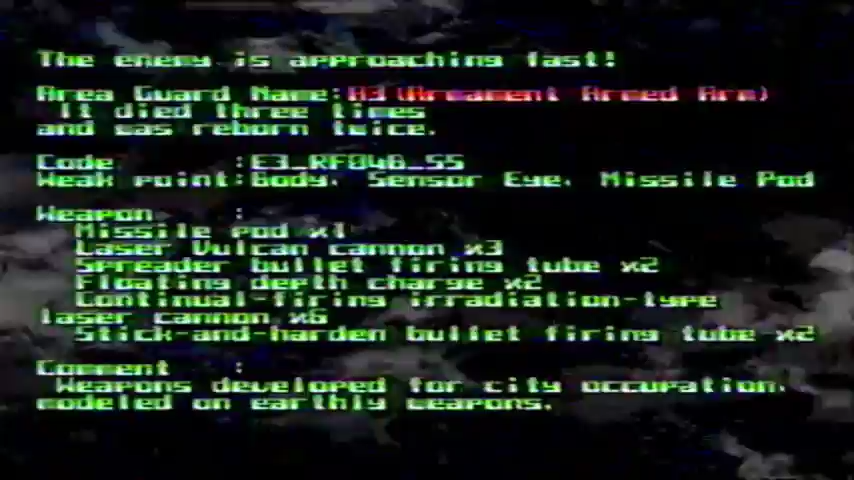 The enemy is approaching fast!
Area Guard Name:A3(Armament Armed Arm)
It died three times
and was reborn twice.
Code :E3_RF04B_SS
Weak point:Body, Sensor Eye, Missile Pod
Weapon :
Missile pod x1
Laser Vulcan cannon x3
Spreader bullet firing tube x2
Floating depth charge x2
Continual-firing irradiation-type
laser cannon x6
Stick-and-harden bullet firing tube x2
Comment :
Weapons developed for city occupation,
modeled on earthly weapons.